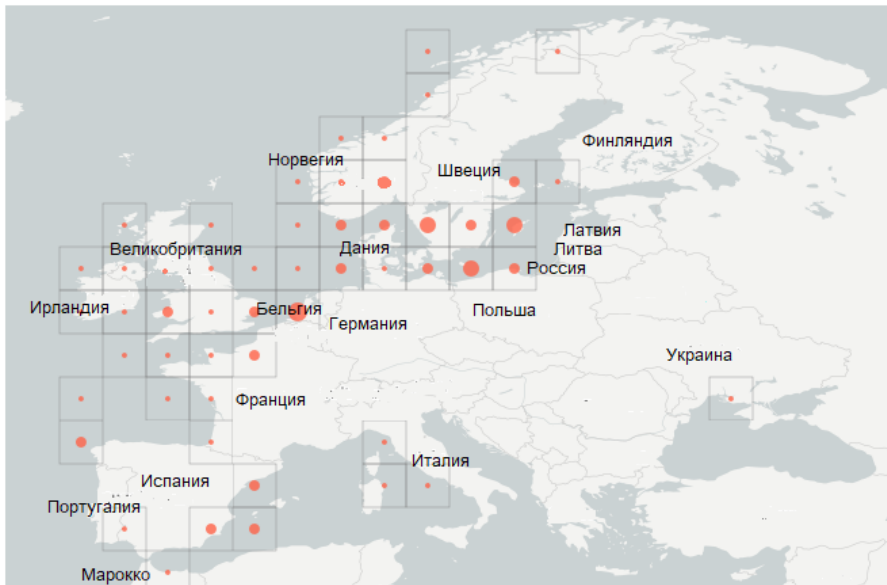 Финляндия
Норвегия
Швеция
Латвия
Великобритания
Дания
Литва
Россия
Ирландия
Бельгия
Польша
Германия
Украина
Франция
Италия
Испания
Португалия
Марокко